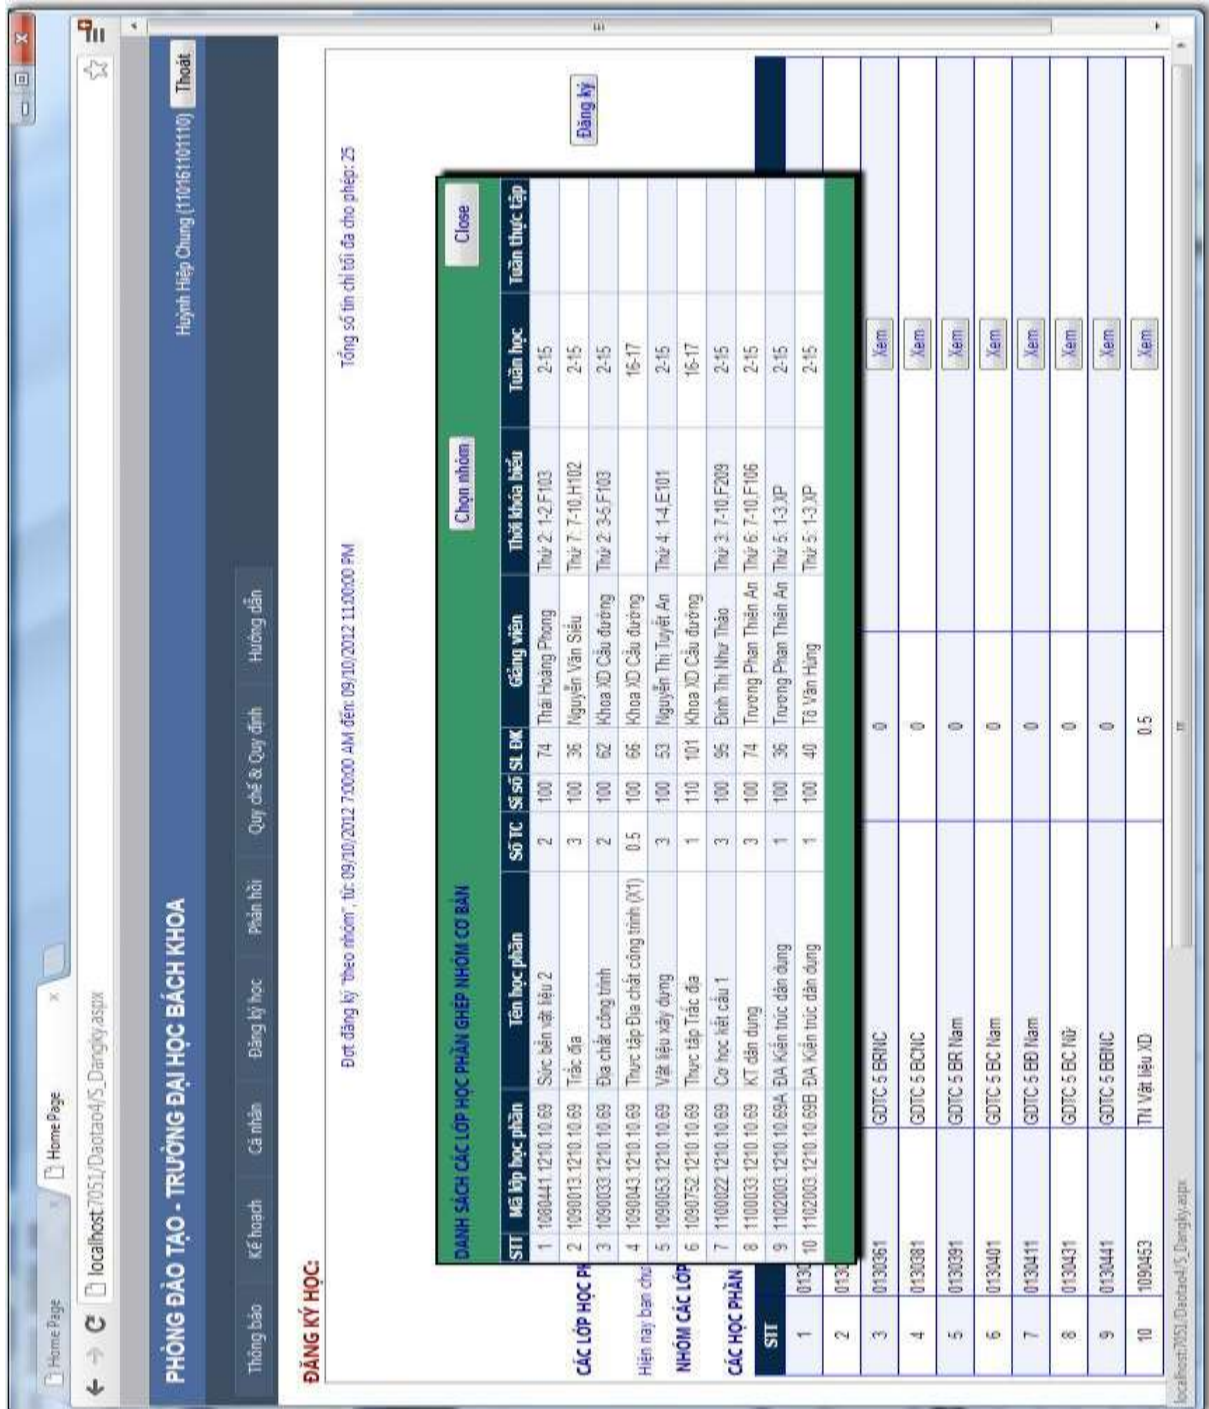 Home Page
Home Page
localhost:7051/Daotao4/S_Dangky.aspx
PHÒNG ĐÀO TẠO - TRƯỜNG ĐẠI HỌC BÁCH KHOA
Huỳnh Hiệp Chung (110161101110) Thoát
Thông báo Kế hoạch Cá nhân Đăng ký học Phản hồi Quy chế & Quy định Hướng dẫn
ĐĂNG KÝ HỌC:
Đợt đăng ký "theo nhóm", từ: 09/10/2012 7:00:00 AM đến: 09/10/2012 11:00:00 PM Tổng số tín chỉ tối đa cho phép: 25
DANH SÁCH CÁC LỚP HỌC PHẦN GHÉP NHÓM CƠ BẢN Chọn nhóm Close
STT Mã lớp học phần Tên học phần Số TC Sĩ số SL ĐK Giảng viên Thời khóa biểu Tuần học Tuần thực tập
1 1080441.1210.10.69 Sức bền vật liệu 2 2 100 74 Thái Hoàng Phong Thứ 2: 1-2,F103 2-15
2 1090013.1210.10.69 Trắc địa 3 100 36 Nguyễn Văn Siêu Thứ 7: 7-10,H102 2-15
3 1090033.1210.10.69 Địa chất công trình 2 100 62 Khoa XD Cầu đường Thứ 2: 3-5,F103 2-15
4 1090043.1210.10.69 Thực tập Địa chất công trình (X1) 0.5 100 66 Khoa XD Cầu đường 16-17
5 1090053.1210.10.69 Vật liệu xây dựng 3 100 53 Nguyễn Thị Tuyết An Thứ 4: 1-4,E101 2-15
6 1090752.1210.10.69 Thực tập Trắc địa 1 110 101 Khoa XD Cầu đường 16-17
7 1100022.1210.10.69 Cơ học kết cấu 1 3 100 95 Đinh Thị Như Thảo Thứ 3: 7-10,F209 2-15
8 1100033.1210.10.69 KT dân dụng 3 100 74 Trương Phan Thiên An Thứ 6: 7-10,F106 2-15
9 1102003.1210.10.69A ĐA Kiến trúc dân dụng 1 100 36 Trương Phan Thiên An Thứ 5: 1-3,XP 2-15
10 1102003.1210.10.69B ĐA Kiến trúc dân dụng 1 100 40 Tô Văn Hùng Thứ 5: 1-3,XP 2-15
CÁC LỚP HỌC PH
Đăng ký
Hiện nay bạn chư
NHÓM CÁC LỚP
CÁC HỌC PHẦN
STT
1 0130
2 0130
3 0130361 GDTC 5 BRNC 0 Xem
4 0130381 GDTC 5 BCNC 0 Xem
5 0130391 GDTC 5 BR Nam 0 Xem
6 0130401 GDTC 5 BC Nam 0 Xem
7 0130411 GDTC 5 BĐ Nam 0 Xem
8 0130431 GDTC 5 BC Nữ 0 Xem
9 0130441 GDTC 5 BBNC 0 Xem
10 1090453 TN Vật liệu XD 0.5 Xem
localhost:7051/Daotao4/S_Dangky.aspx